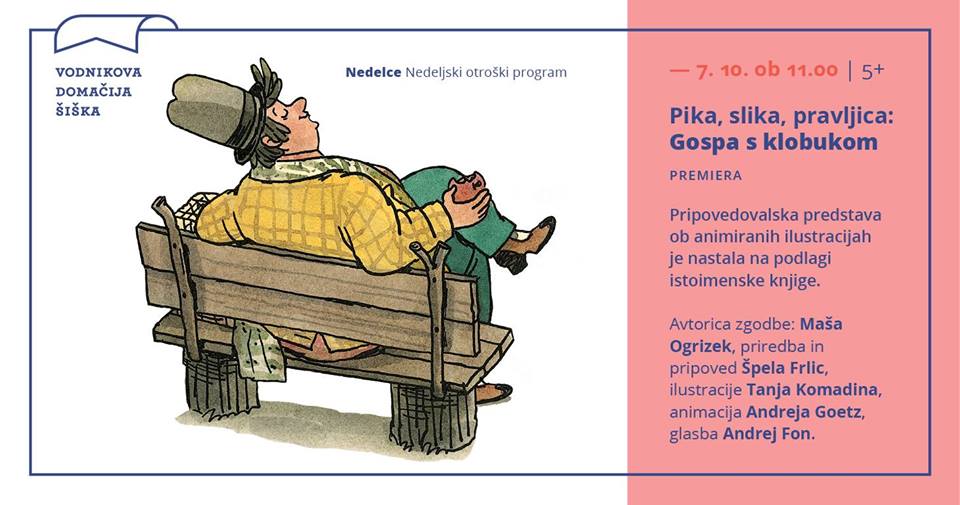 VODNIKOVA
DOMAČIJA
ŠIŠKA
Nedelce Nedeljski otroški program
— 7. 10. ob 11.00 | 5+
Pika, slika, pravljica:
Gospa s klobukom
PREMIERA
Pripovedovalska predstava
ob animiranih ilustracijah
je nastala na podlagi
istoimenske knjige.
Avtorica zgodbe: Maša
Ogrizek, priredba in
pripoved Špela Frlic,
ilustracije Tanja Komadina,
animacija Andreja Goetz,
glasba Andrej Fon.